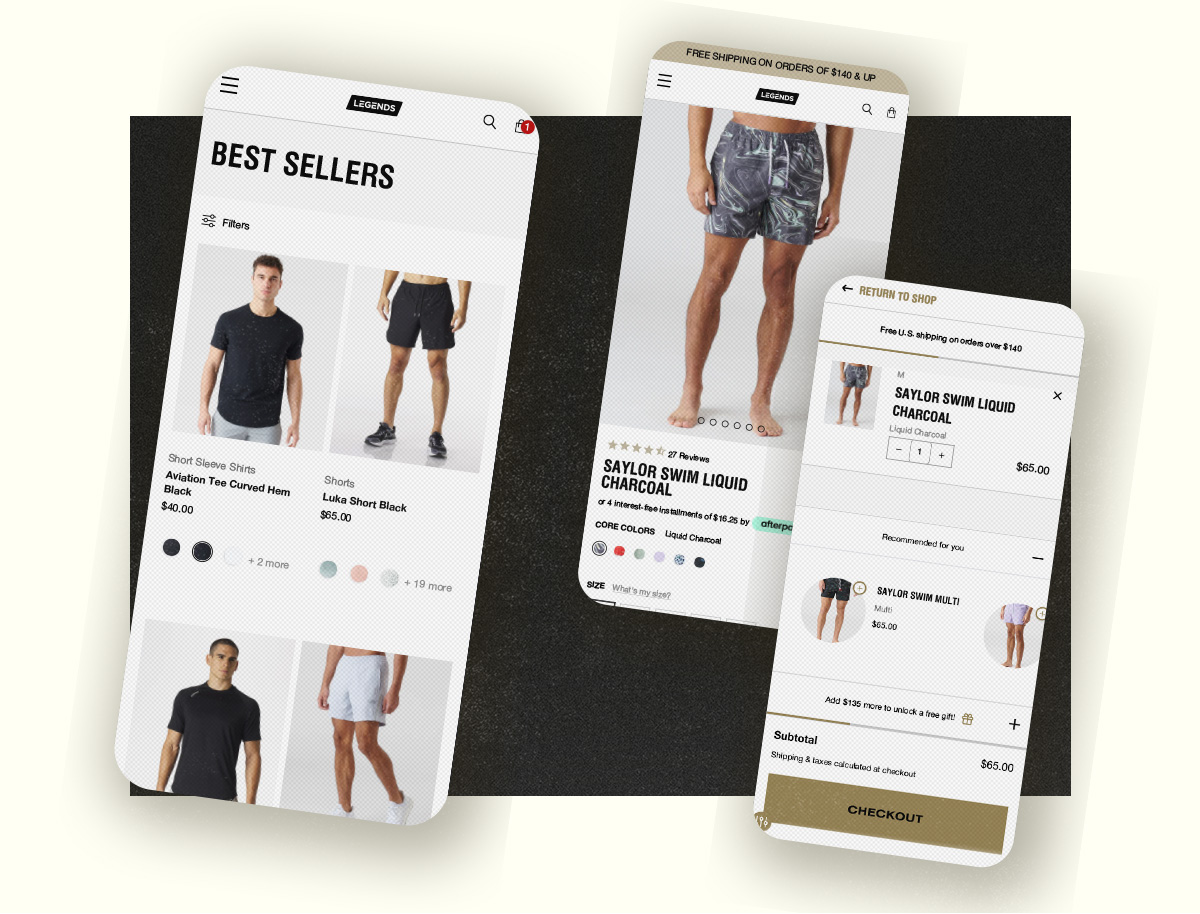 LEGENDS
1
BEST SELLERS
Filters
Short Sleeve Shirts
Aviation Tee Curved Hem
Black
$40.00
+ 2 more
Shorts
Luka Short Black
$65.00
+ 19 more
FREE SHIPPING ON ORDERS OF $140 & UP
LEGENDS
27 Reviews
SAYLOR SWIM LIQUID
CHARCOAL
or 4 interest-free installments of $16.25 by afterpa
CORE COLORS Liquid Charcoal
SIZE What's my size?
RETURN TO SHOP
Free U.S. shipping on orders over $140
M
SAYLOR SWIM LIQUID
CHARCOAL
Liquid Charcoal
− 1 +
$65.00
Recommended for you
SAYLOR SWIM MULTI
Multi
$65.00
Add $135 more to unlock a free gift!
Subtotal
$65.00
Shipping & taxes calculated at checkout
CHECKOUT